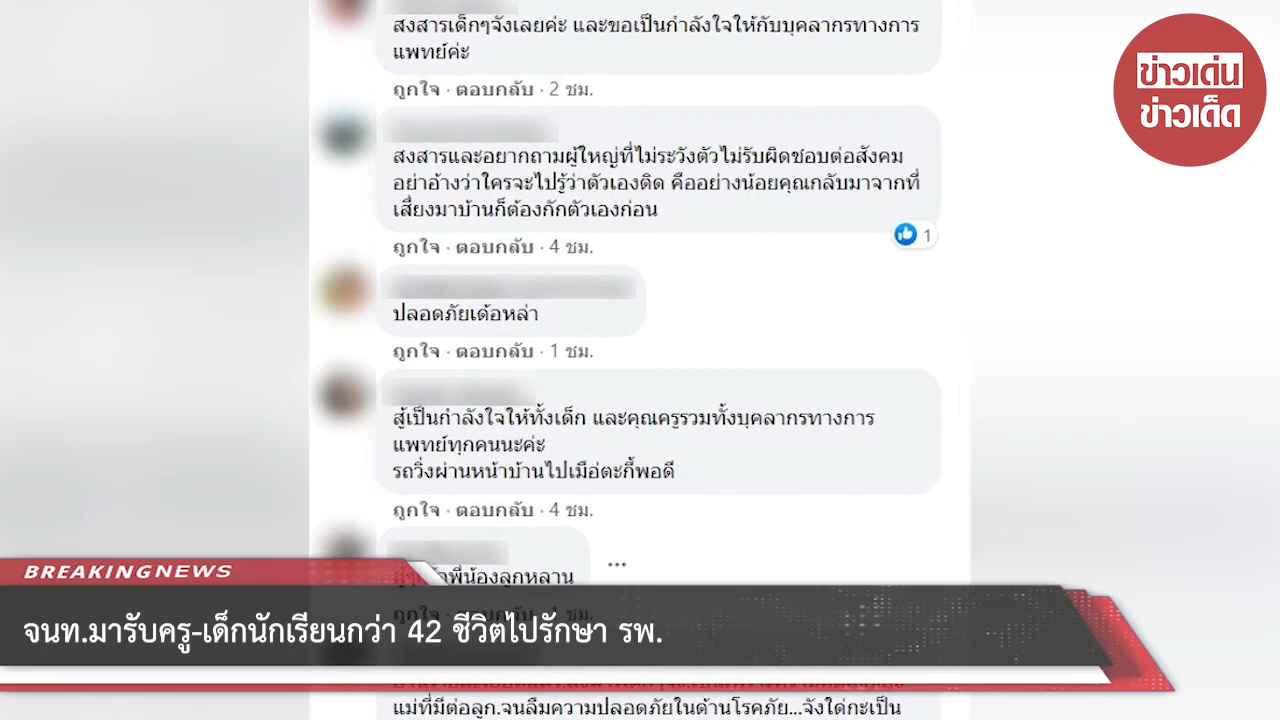 สงสารเด็กๆจังเลยค่ะ และขอเป็นกำลังใจให้กับบุคลากรทางการ
แพทย์ค่ะ
ถูกใจ · ตอบกลับ · 2 ชม.
ข่าวเด่น
ข่าวเด็ด
สงสารและอยากถามผู้ใหญ่ที่ไม่ระวังตัวไม่รับผิดชอบต่อสังคม
อย่าอ้างว่าใครจะไปรู้ว่าตัวเองติด คืออย่างน้อยคุณกลับมาจากที่
เสี่ยงมาบ้านก็ต้องกักตัวเองก่อน
1
ถูกใจ · ตอบกลับ · 4 ชม.
ปลอดภัยเด้อหล่า
ถูกใจ · ตอบกลับ · 1 ชม.
สู้เป็นกำลังใจให้ทั้งเด็ก และคุณครูรวมทั้งบุคลากรทางการ
แพทย์ทุกคนนะค่ะ
รถวิ่งผ่านหน้าบ้านไปเมือ่ตะกี้พอดี
ถูกใจ · ตอบกลับ · 4 ชม.
พี่น้องลูกหลาน
ถูกใจ · ตอบกลับ · 1 ชม.
BREAKINGNEWS
จนท.มารับครู-เด็กนักเรียนกว่า 42 ชีวิตไปรักษา รพ.
แม่ที่มีต่อลูก.จนลืมความปลอดภัยในด้านโรคภัย...จังใด่กะเป็น